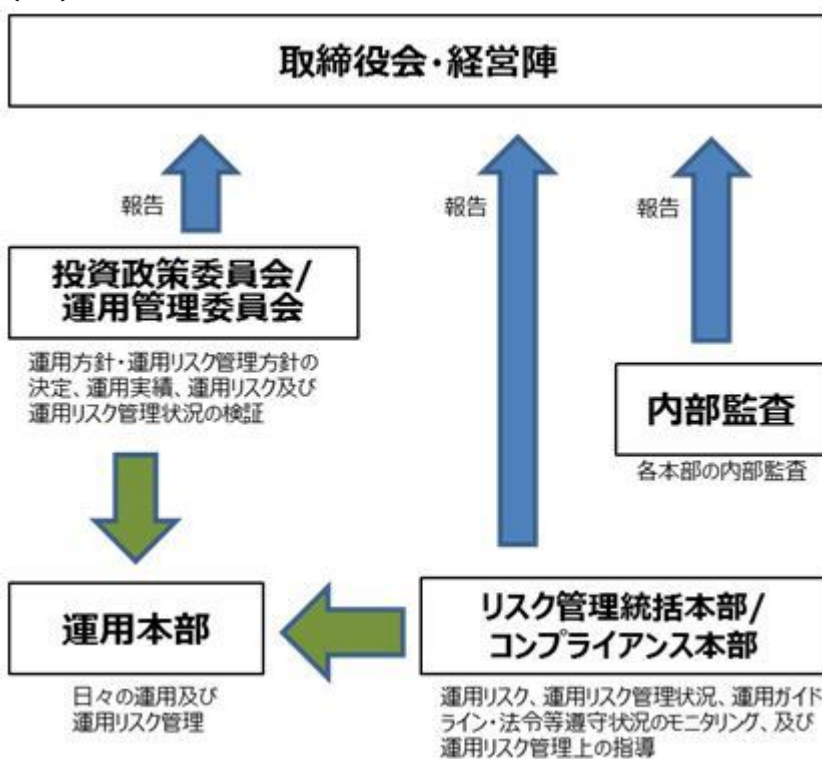 取締役会・経営陣
報告
報告
報告
投資政策委員会/
運用管理委員会
運用方針・運用リスク管理方針の
決定、運用実績、運用リスク及び
運用リスク管理状況の検証
内部監査
各本部の内部監査
運用本部
日々の運用及び
運用リスク管理
リスク管理統括本部/
コンプライアンス本部
運用リスク、運用リスク管理状況、運用ガイド
ライン・法令等遵守状況のモニタリング、及び
運用リスク管理上の指導